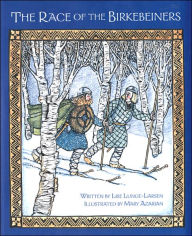 THE RACE OF THE BIRKEBEINERS
WRITTEN BY LISE LUNGE-LARSEN
ILLUSTRATED BY MARY AZARIAN